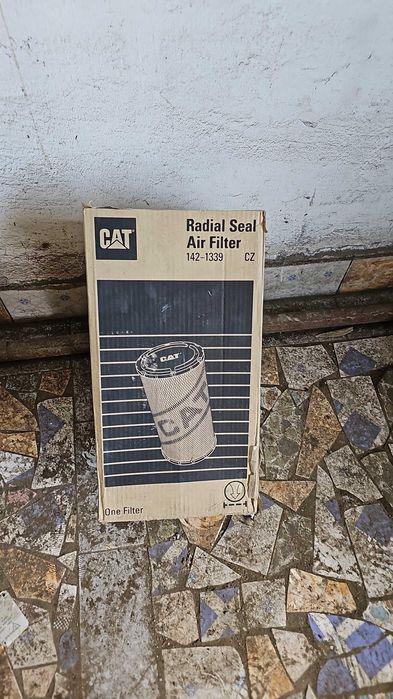 CAT
Radial Seal
Air Filter
142-1339 CZ
CAT
CAT
One Filter